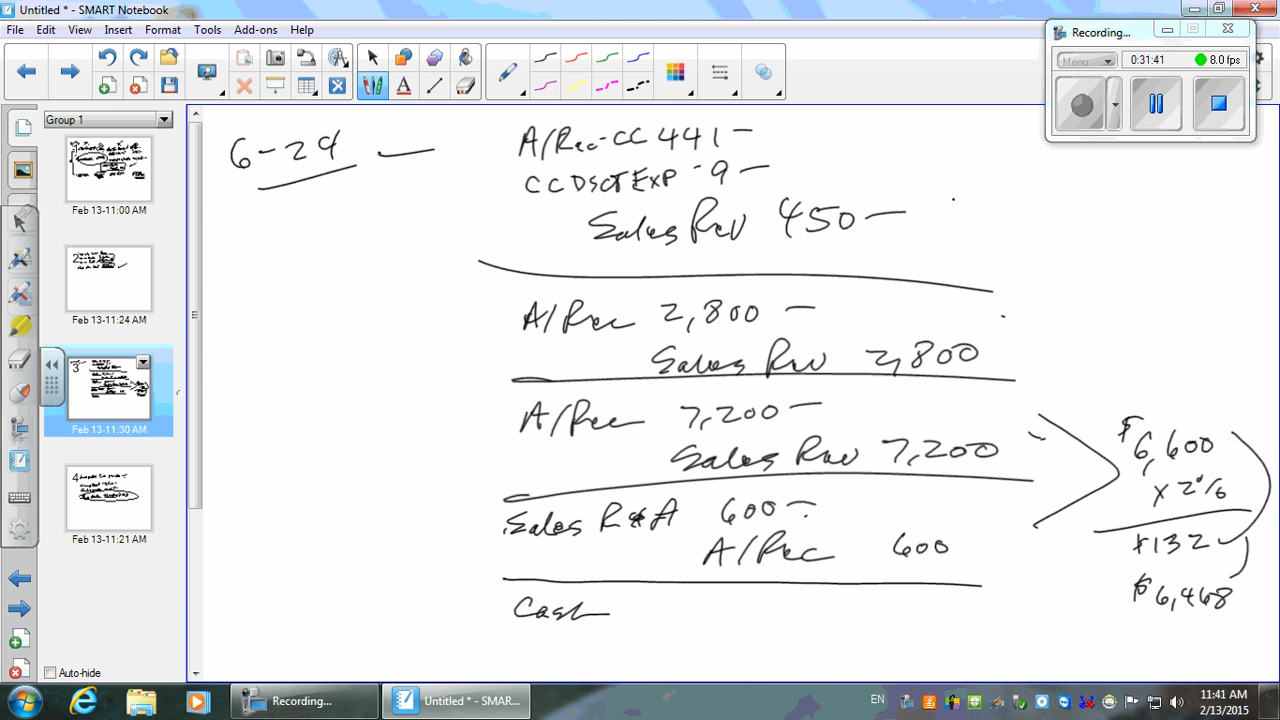 Untitled * - SMART Notebook
File Edit View Insert Format Tools Add-ons Help
Recording...
Menu
0:31:41
8.0 fps
Group 1
Feb 13-11:00 AM
Feb 13-11:24 AM
Feb 13-11:30 AM
Feb 13-11:21 AM
Auto-hide
6-24 —
A/Rec-CC 441 —
CC DSCT EXP 9 —
Sales Rev 450 —
A/Rec 2,800 —
Sales Rev 2,800
A/Rec 7,200 —
Sales Rev 7,200
Sales R&A 600 —
A/Rec 600
Cash
$6,600
x 2%
$132
$6,468
Recording...
Untitled * - SMAR...
EN
11:41 AM
2/13/2015